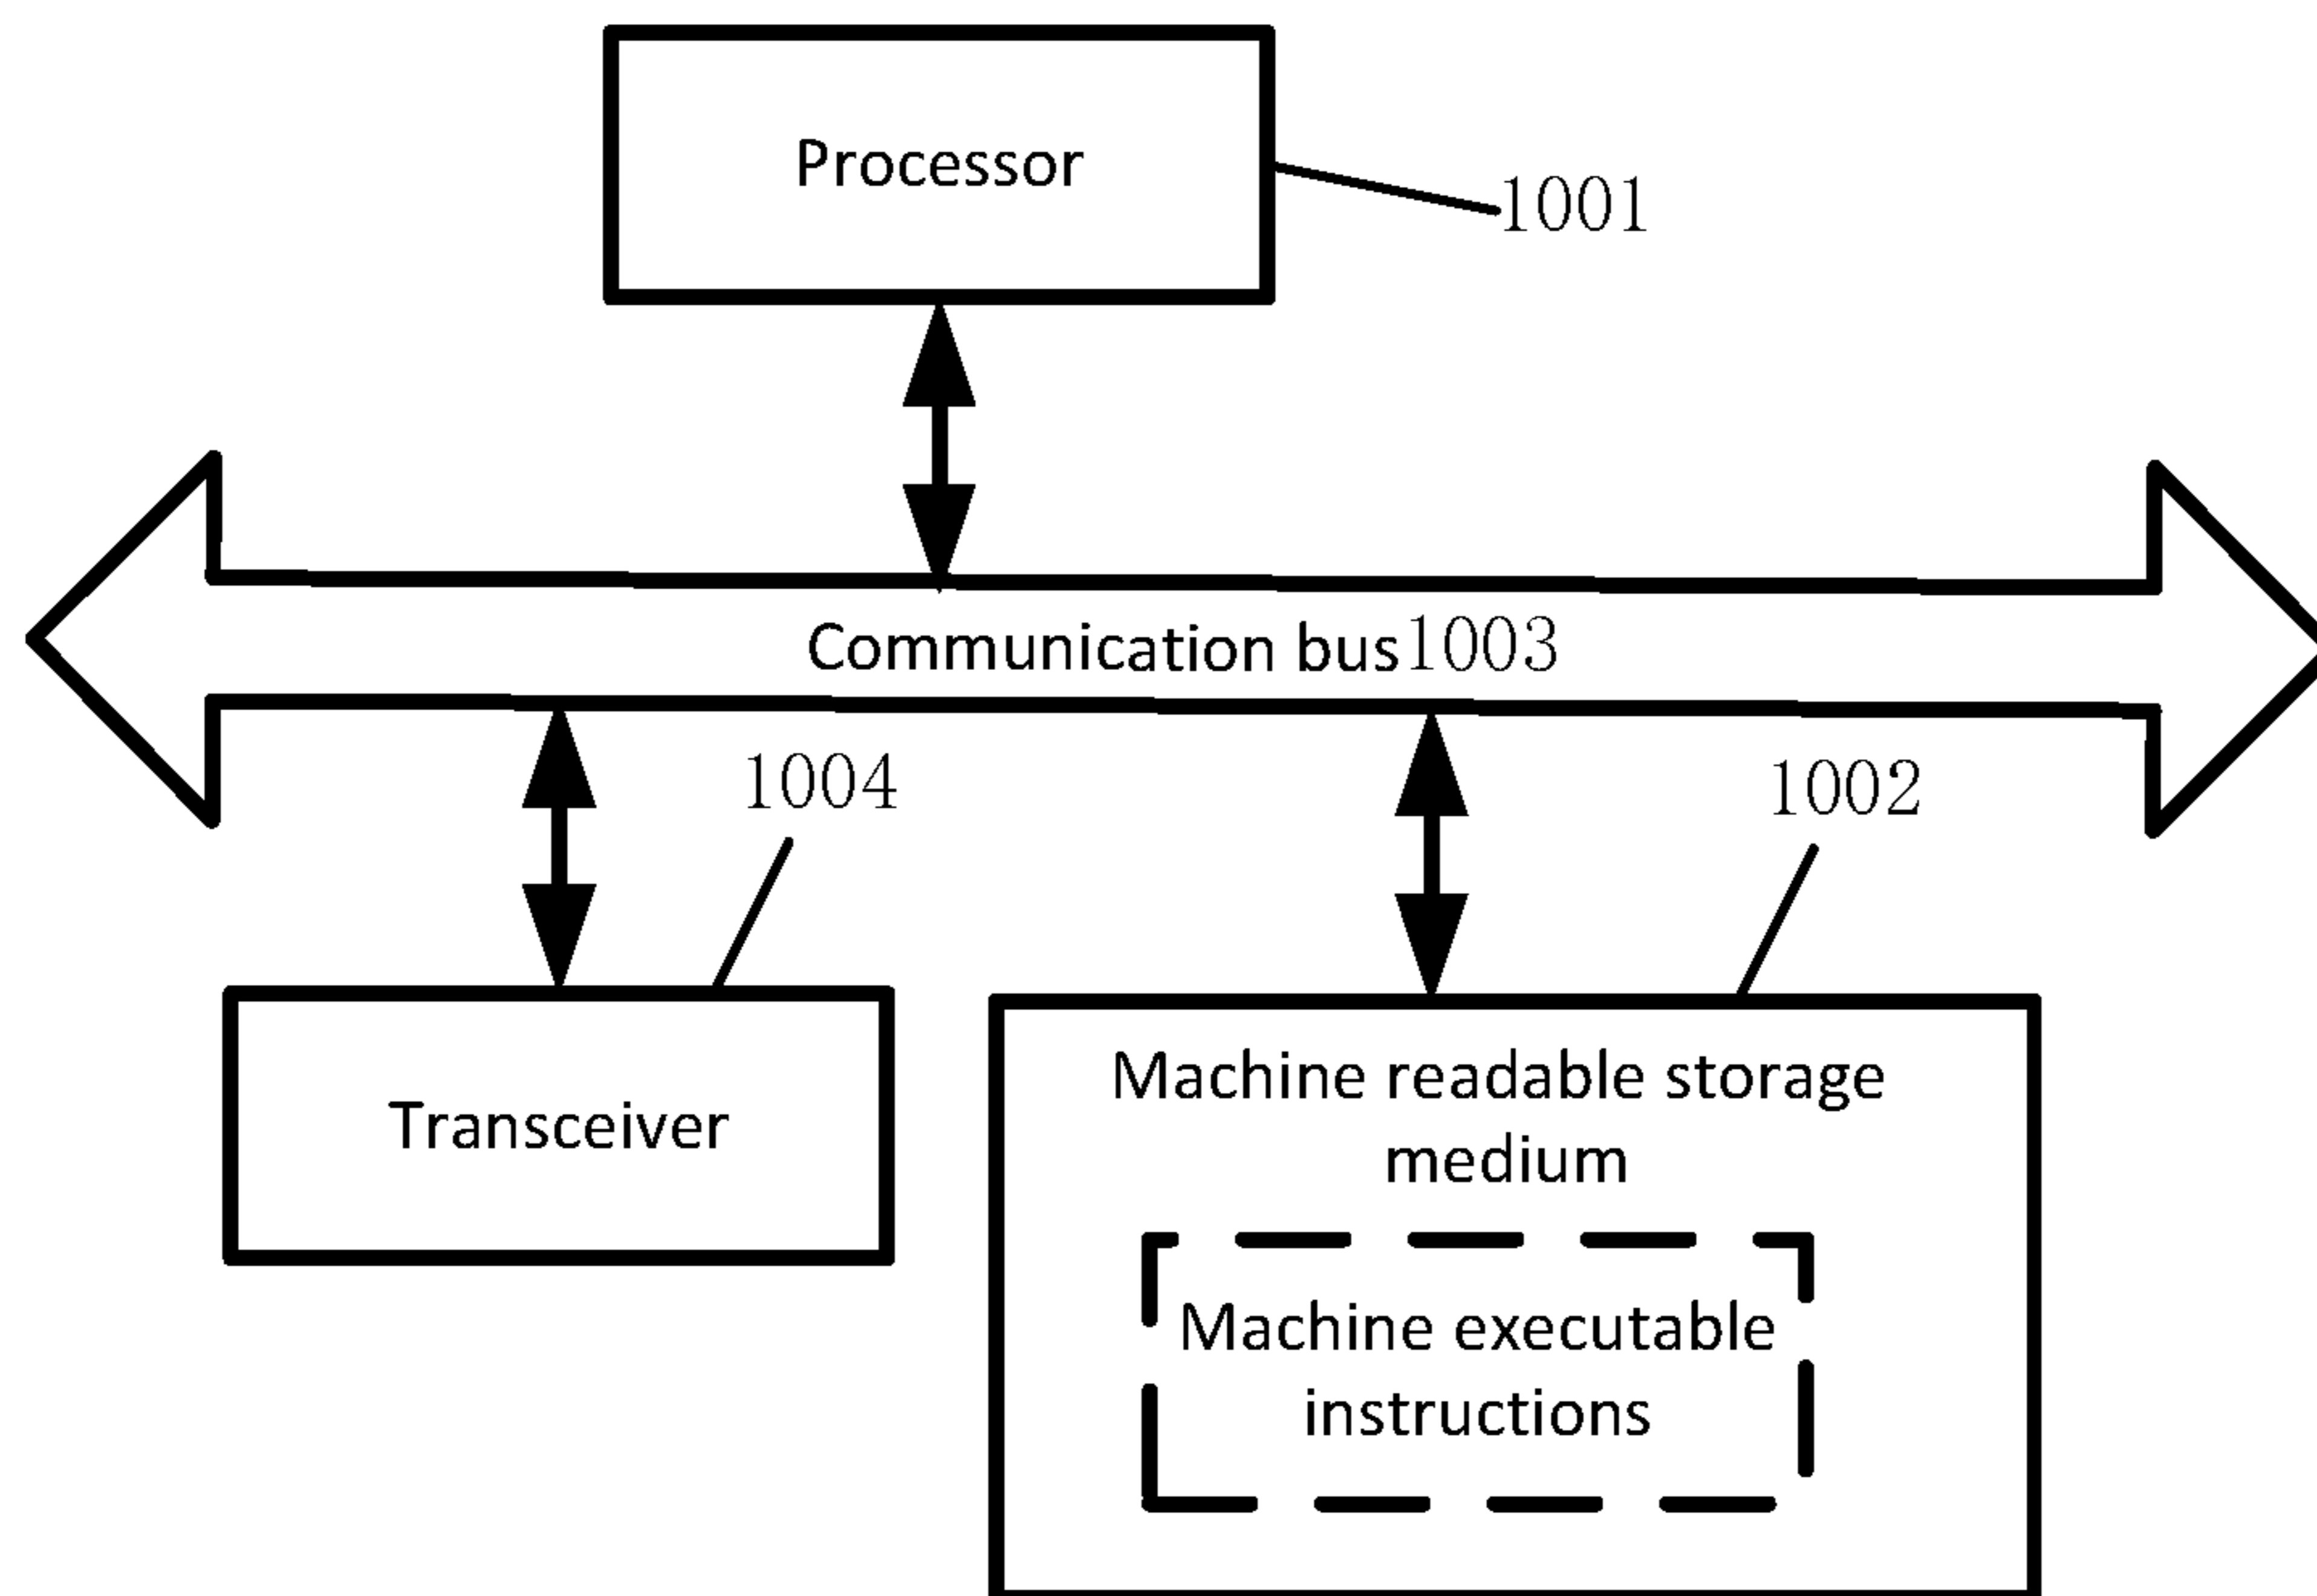 Processor
1001
Communication bus1003
1004
1002
Transceiver
Machine readable storage
medium
Machine executable
instructions